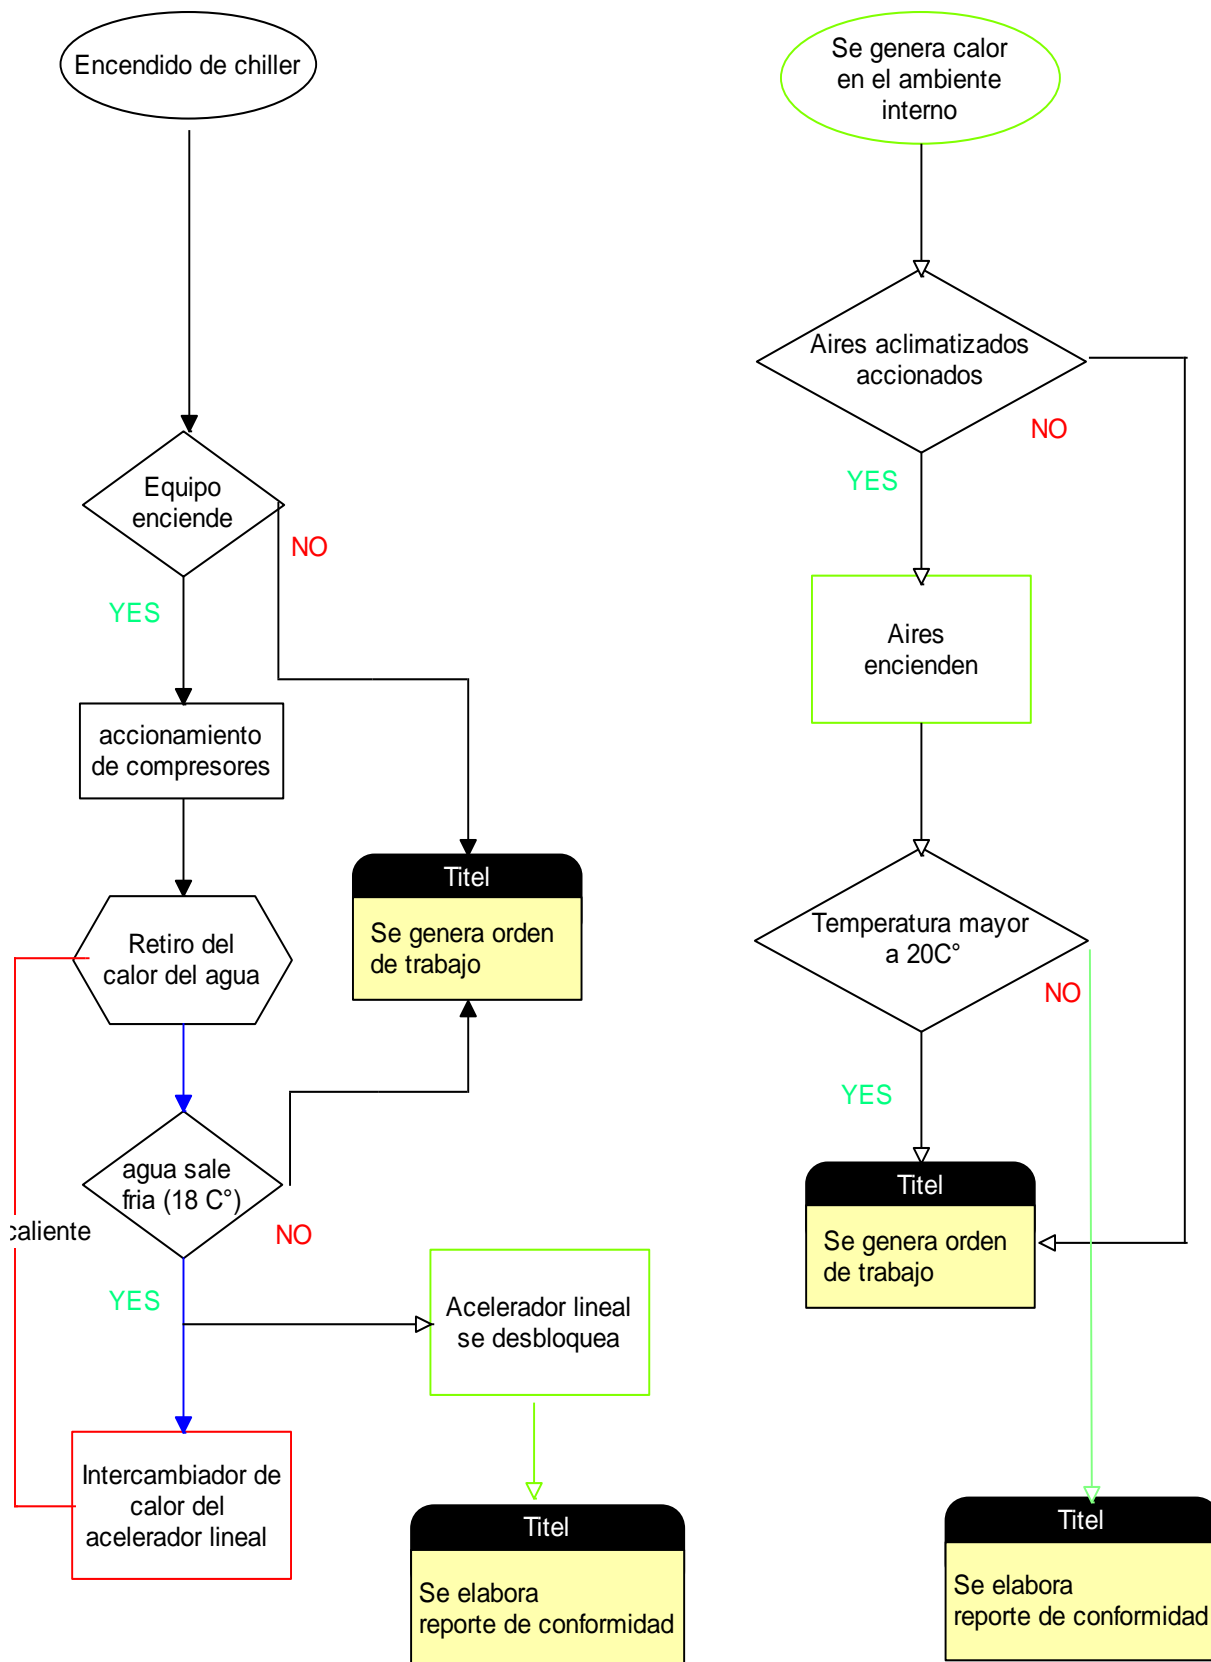 Encendido de chiller
Equipo
enciende
NO
YES
accionamiento
de compresores
Retiro del
calor del agua
Titel
Se genera orden
de trabajo
agua sale
fria (18 C°)
caliente
NO
YES
Acelerador lineal
se desbloquea
Intercambiador de
calor del
acelerador lineal
Titel
Se elabora
reporte de conformidad
Se genera calor
en el ambiente
interno
Aires aclimatizados
accionados
NO
YES
Aires
encienden
Temperatura mayor
a 20C°
NO
YES
Titel
Se genera orden
de trabajo
Titel
Se elabora
reporte de conformidad